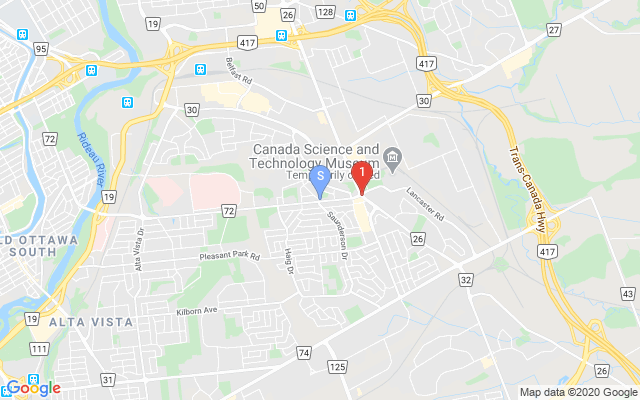 19
26
128
27
95
417
Belfast Rd
417
30
30
72
Rideau River
Canada Science and
Technology Museum
Temporarily closed
Trans-Canada Hwy
S
1
Lancaster Rd
72
Saunderson Dr
26
OLD OTTAWA
SOUTH
Alta Vista Dr
Pleasant Park Rd
Haig Dr
417
32
43
19
Kilborn Ave
ALTA VISTA
111
74
19
31
125
26
Google
Map data ©2020 Google